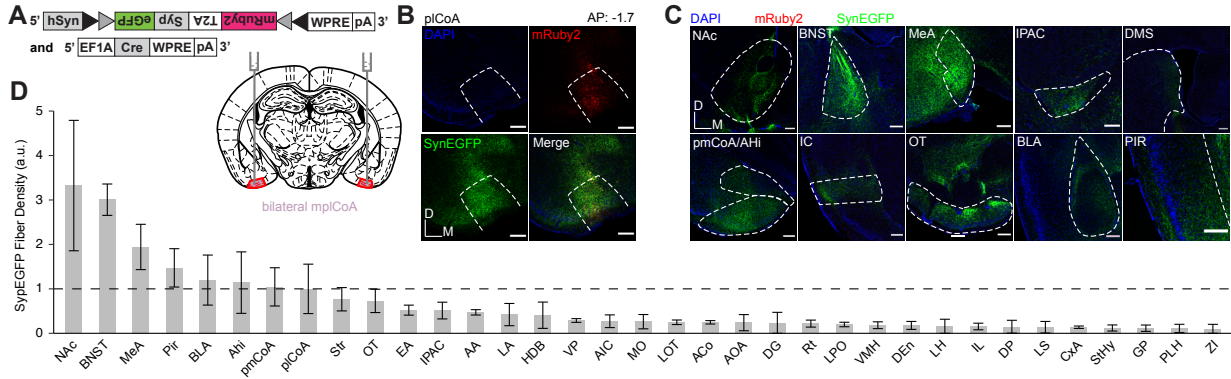 A
5' hSyn eGFP Syp T2A mRuby2 WPRE pA 3'
and 5' EF1A Cre WPRE pA 3'
bilateral mplCoA
B
plCoA AP: -1.7
DAPI mRuby2
SynEGFP Merge
D
M
C
DAPI mRuby2 SynEGFP
NAc BNST MeA IPAC DMS
D
M
pmCoA/AHi IC OT BLA PIR
D
SypEGFP Fiber Density (a.u.)
5
4
3
2
1
0
NAc BNST MeA Pir BLA Ahi pmCoA plCoA Str OT EA IPAC AA LA HDB VP AIC MO LOT ACo AOA DG Rt LPO VMH DEn LH IL DP LS CxA StHy GP PLH ZI